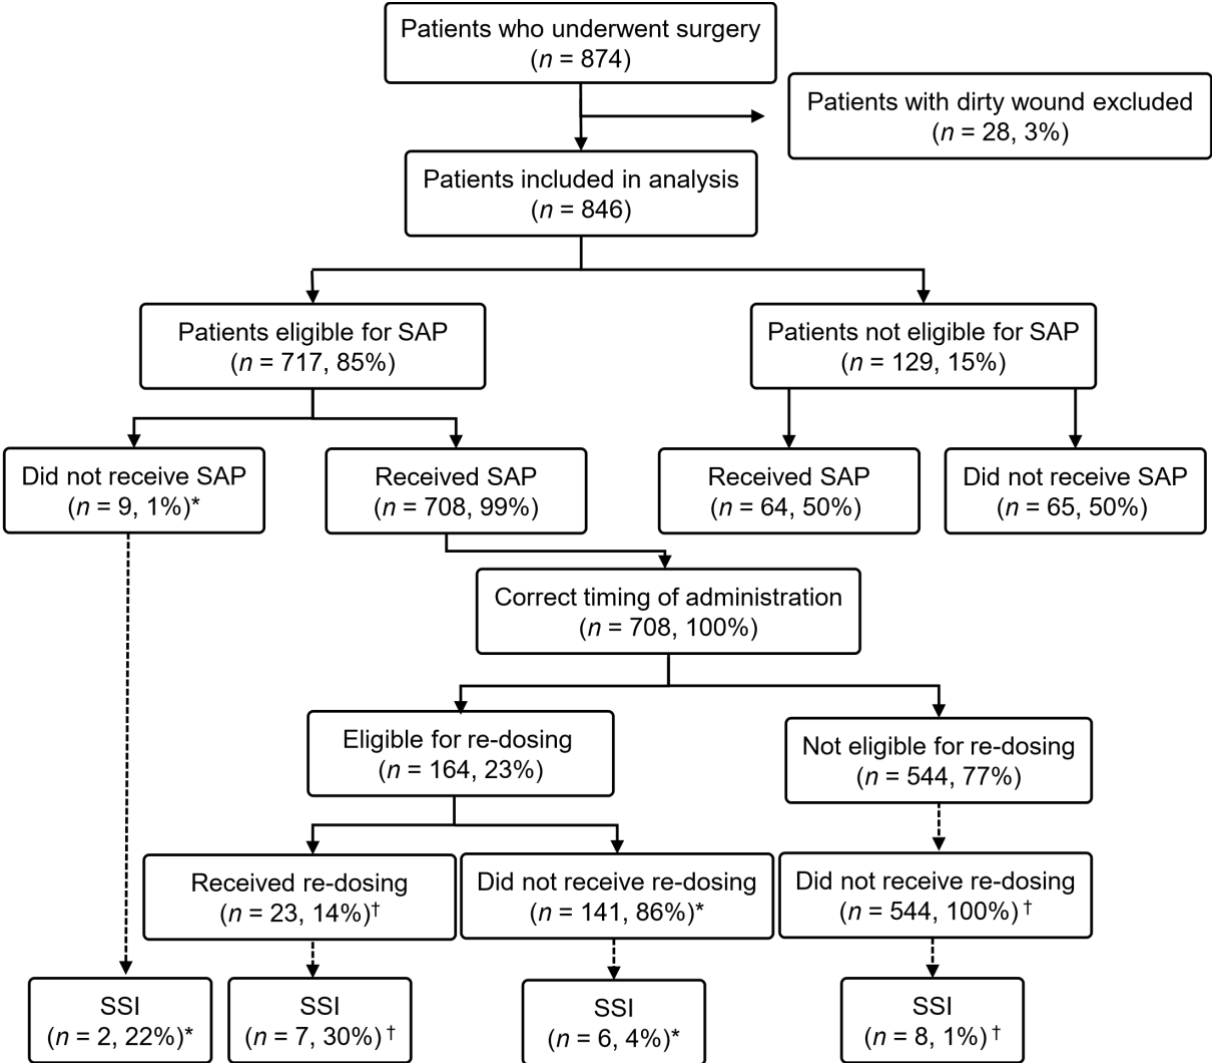 Patients who underwent surgery
(n = 874)
Patients with dirty wound excluded
(n = 28, 3%)
Patients included in analysis
(n = 846)
Patients eligible for SAP
(n = 717, 85%)
Patients not eligible for SAP
(n = 129, 15%)
Did not receive SAP
(n = 9, 1%)*
Received SAP
(n = 708, 99%)
Received SAP
(n = 64, 50%)
Did not receive SAP
(n = 65, 50%)
Correct timing of administration
(n = 708, 100%)
Eligible for re-dosing
(n = 164, 23%)
Not eligible for re-dosing
(n = 544, 77%)
Received re-dosing
(n = 23, 14%)†
Did not receive re-dosing
(n = 141, 86%)*
Did not receive re-dosing
(n = 544, 100%)†
SSI
(n = 2, 22%)*
SSI
(n = 7, 30%)†
SSI
(n = 6, 4%)*
SSI
(n = 8, 1%)†